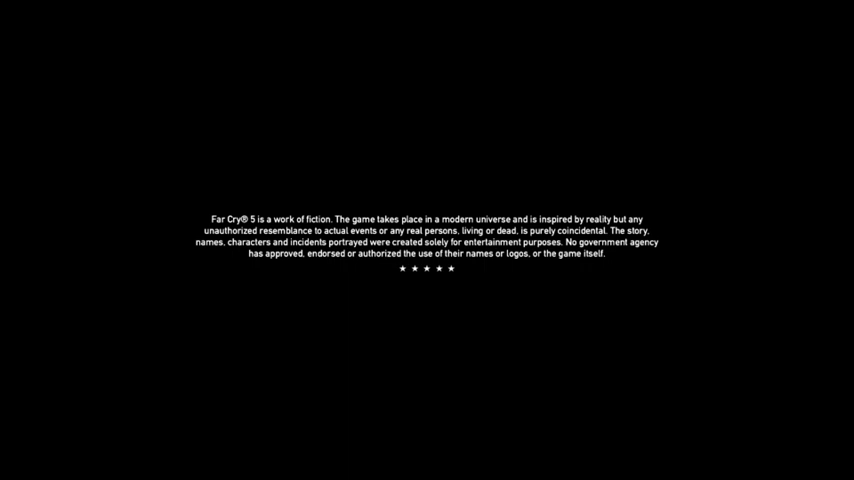 Far Cry® 5 is a work of fiction. The game takes place in a modern universe and is inspired by reality but any
unauthorized resemblance to actual events or any real persons, living or dead, is purely coincidental. The story,
names, characters and incidents portrayed were created solely for entertainment purposes. No government agency
has approved, endorsed or authorized the use of their names or logos, or the game itself.
★ ★ ★ ★ ★